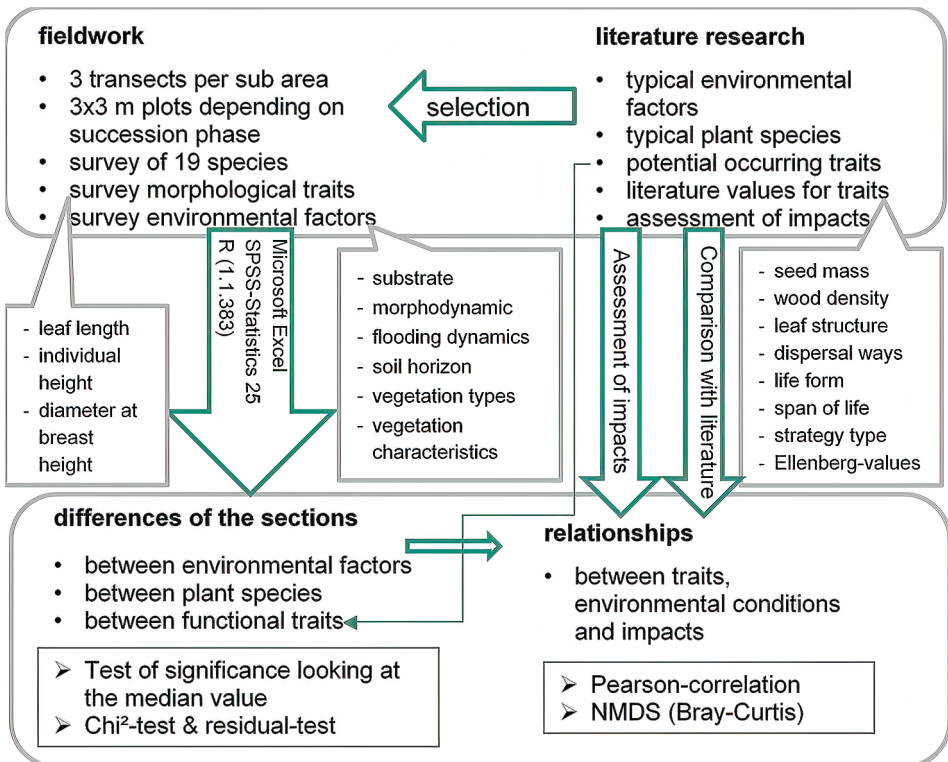 fieldwork
• 3 transects per sub area
• 3x3 m plots depending on
succession phase
• survey of 19 species
• survey morphological traits
• survey environmental factors
selection
literature research
• typical environmental
factors
• typical plant species
• potential occurring traits
• literature values for traits
• assessment of impacts
- leaf length
- individual
height
- diameter at
breast
height
Microsoft Excel
SPSS-Statistics 25
R (1.1.383)
- substrate
- morphodynamic
- flooding dynamics
- soil horizon
- vegetation types
- vegetation
characteristics
Assessment of impacts
Comparison with literature
- seed mass
- wood density
- leaf structure
- dispersal ways
- life form
- span of life
- strategy type
- Ellenberg-values
differences of the sections
• between environmental factors
• between plant species
• between functional traits
➢ Test of significance looking at
the median value
➢ Chi²-test & residual-test
relationships
• between traits,
environmental conditions
and impacts
➢ Pearson-correlation
➢ NMDS (Bray-Curtis)